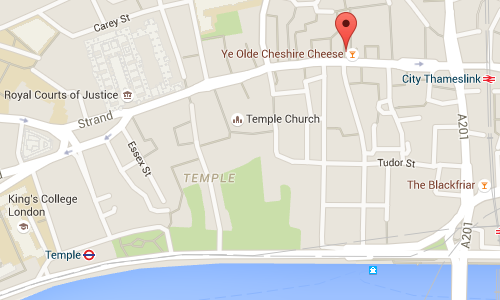 Carey St
Ye Olde Cheshire Cheese
City Thameslink
Royal Courts of Justice
Strand
Temple Church
A201
Essex St
Tudor St
TEMPLE
The Blackfriar
King's College
London
A201
Temple